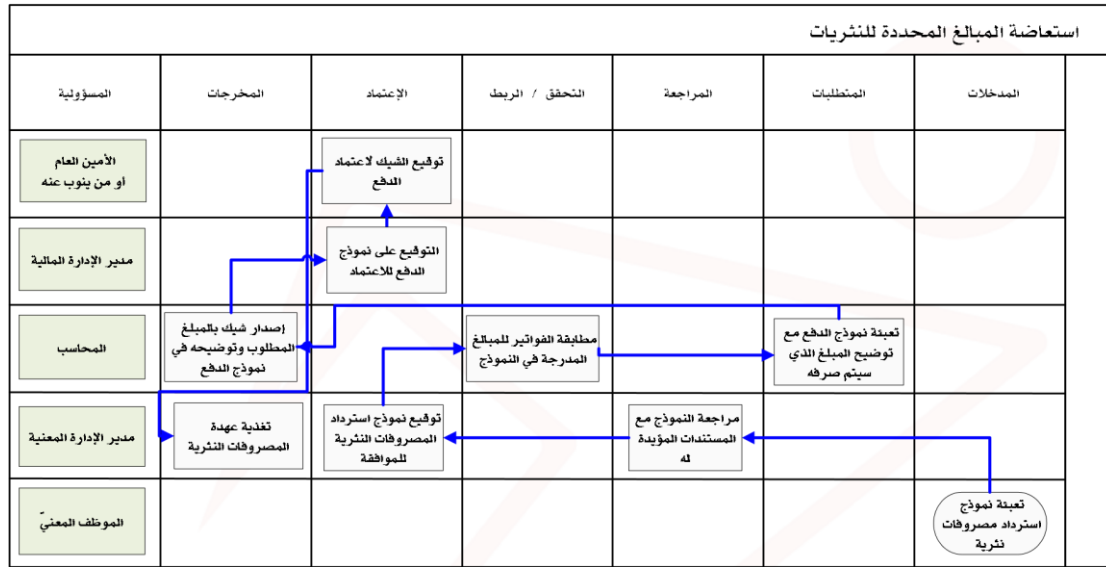 استعاضة المبالغ المحددة للنثريات
المدخلات
المتطلبات
المراجعة
التحقق / الربط
الإعتماد
المخرجات
المسؤولية
توقيع الشيك لاعتماد
الدفع
الأمين العام
أو من ينوب عنه
التوقيع على نموذج
الدفع للاعتماد
مدير الإدارة المالية
تعبئة نموذج الدفع مع
توضيح المبلغ الذي
سيتم صرفه
مطابقة الفواتير للمبالغ
المدرجة في النموذج
إصدار شيك بالمبلغ
المطلوب وتوضيحه في
نموذج الدفع
المحاسب
مراجعة النموذج مع
المستندات المؤيدة
له
توقيع نموذج استرداد
المصروفات النثرية
للموافقة
تغذية عهدة
المصروفات النثرية
مدير الإدارة المعنية
تعبئة نموذج
استرداد مصروفات
نثرية
الموظف المعنيّ